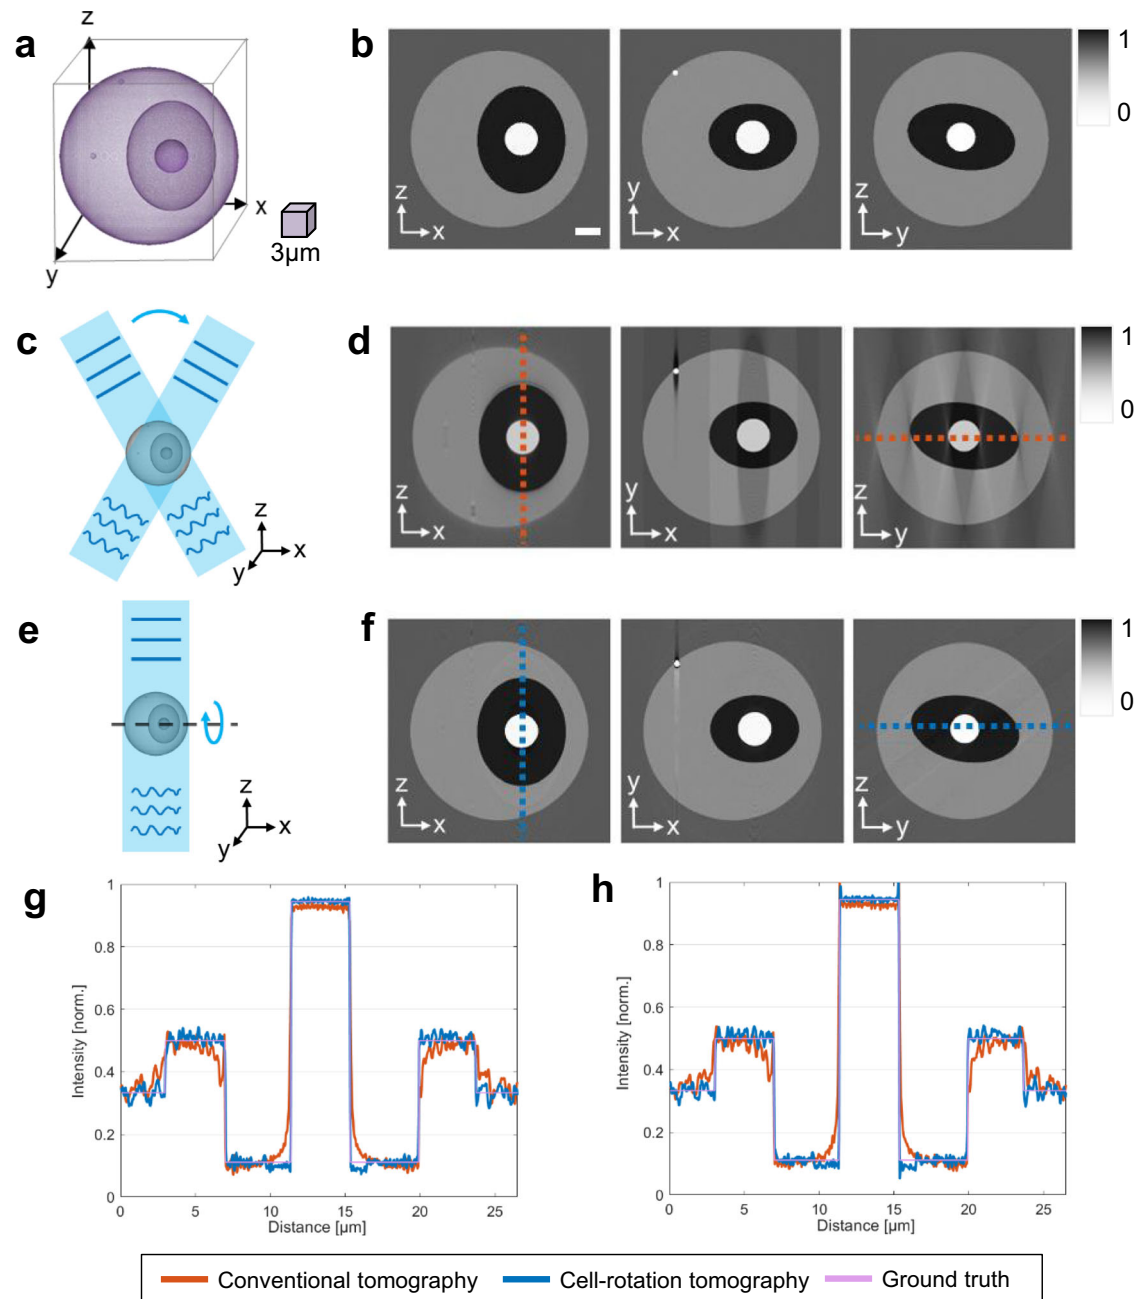 a
z
x
y
3µm
b
z
x
y
x
z
y
1
0
c
z
x
y
d
z
x
y
x
z
y
1
0
e
z
x
y
f
z
x
y
x
z
y
1
0
g
Intensity [norm.]
1
0.8
0.6
0.4
0.2
0
0 5 10 15 20 25
Distance [µm]
h
Intensity [norm.]
1
0.8
0.6
0.4
0.2
0
0 5 10 15 20 25
Distance [µm]
Conventional tomography Cell-rotation tomography Ground truth